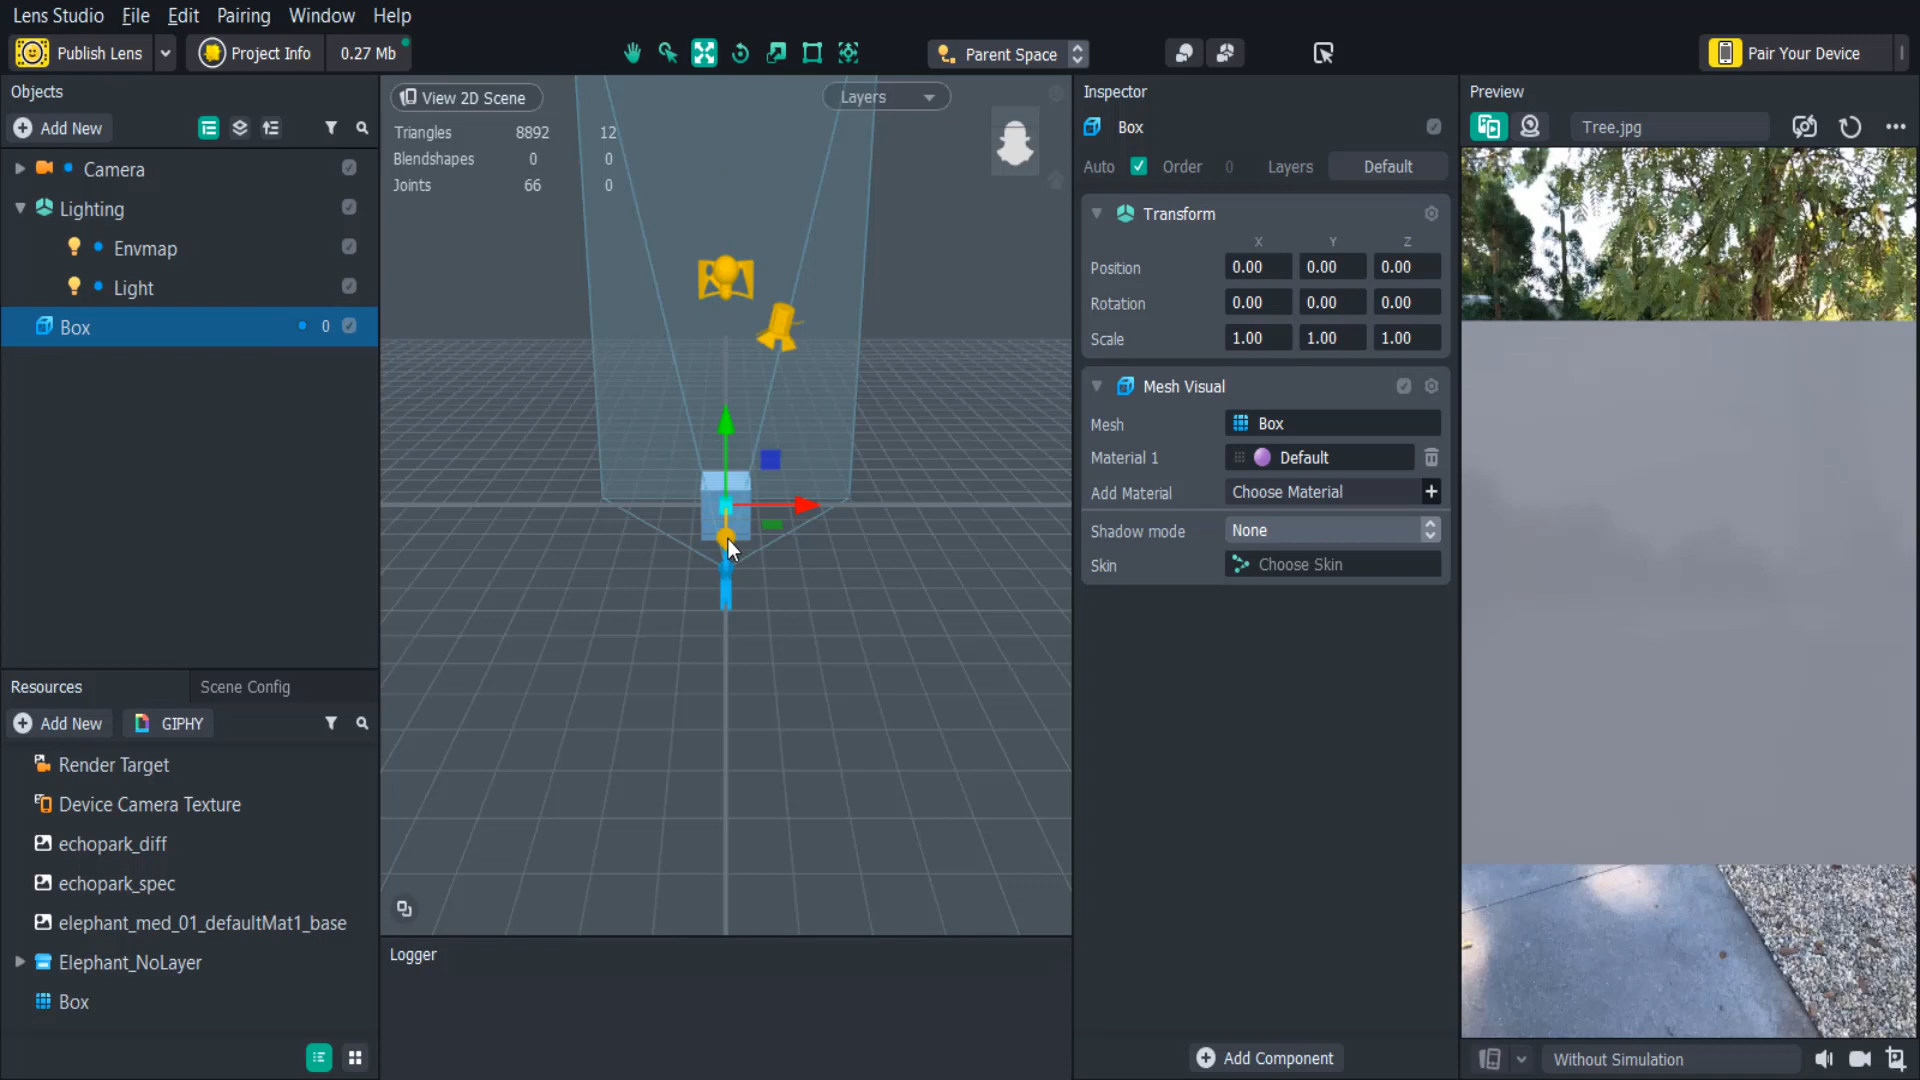 Lens Studio File Edit Pairing Window Help
Publish Lens Project Info 0.27 Mb Parent Space Pair Your Device
Objects
Add New
Camera
Lighting
Envmap
Light
Box 0
Resources Scene Config
Add New GIPHY
Render Target
Device Camera Texture
echopark_diff
echopark_spec
elephant_med_01_defaultMat1_base
Elephant_NoLayer
Box
View 2D Scene Layers
Triangles 8892 12
Blendshapes 0 0
Joints 66 0
Logger
Inspector
Box
Auto Order 0 Layers Default
Transform
X Y Z
Position 0.00 0.00 0.00
Rotation 0.00 0.00 0.00
Scale 1.00 1.00 1.00
Mesh Visual
Mesh Box
Material 1 Default
Add Material Choose Material +
Shadow mode None
Skin Choose Skin
Add Component
Preview
Tree.jpg
Without Simulation